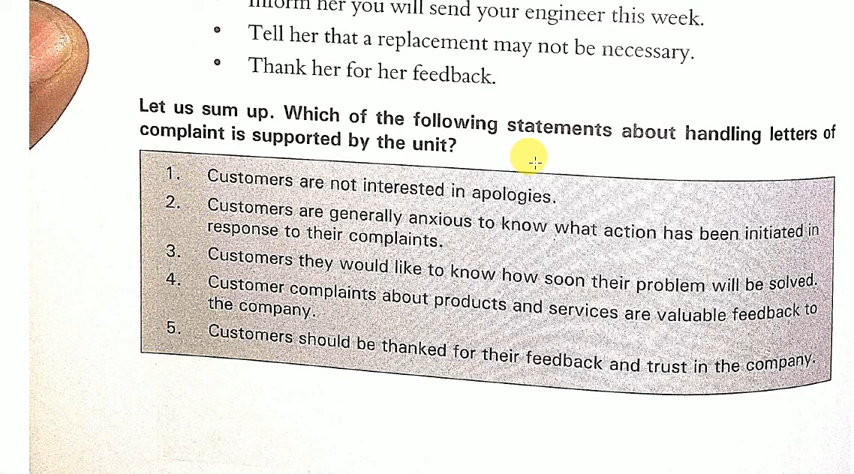 inform her you will send your engineer this week.
• Tell her that a replacement may not be necessary.
• Thank her for her feedback.
Let us sum up. Which of the following statements about handling letters of
complaint is supported by the unit?
1. Customers are not interested in apologies.
2. Customers are generally anxious to know what action has been initiated in
response to their complaints.
3. Customers they would like to know how soon their problem will be solved.
4. Customer complaints about products and services are valuable feedback to
the company.
5. Customers should be thanked for their feedback and trust in the company.